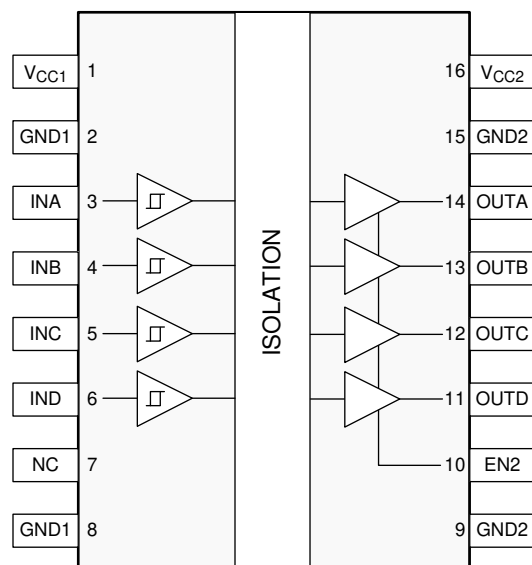 VCC1 1 16 VCC2
GND1 2 15 GND2
INA 3 14 OUTA
INB 4 13 OUTB
ISOLATION
INC 5 12 OUTC
IND 6 11 OUTD
NC 7 10 EN2
GND1 8 9 GND2